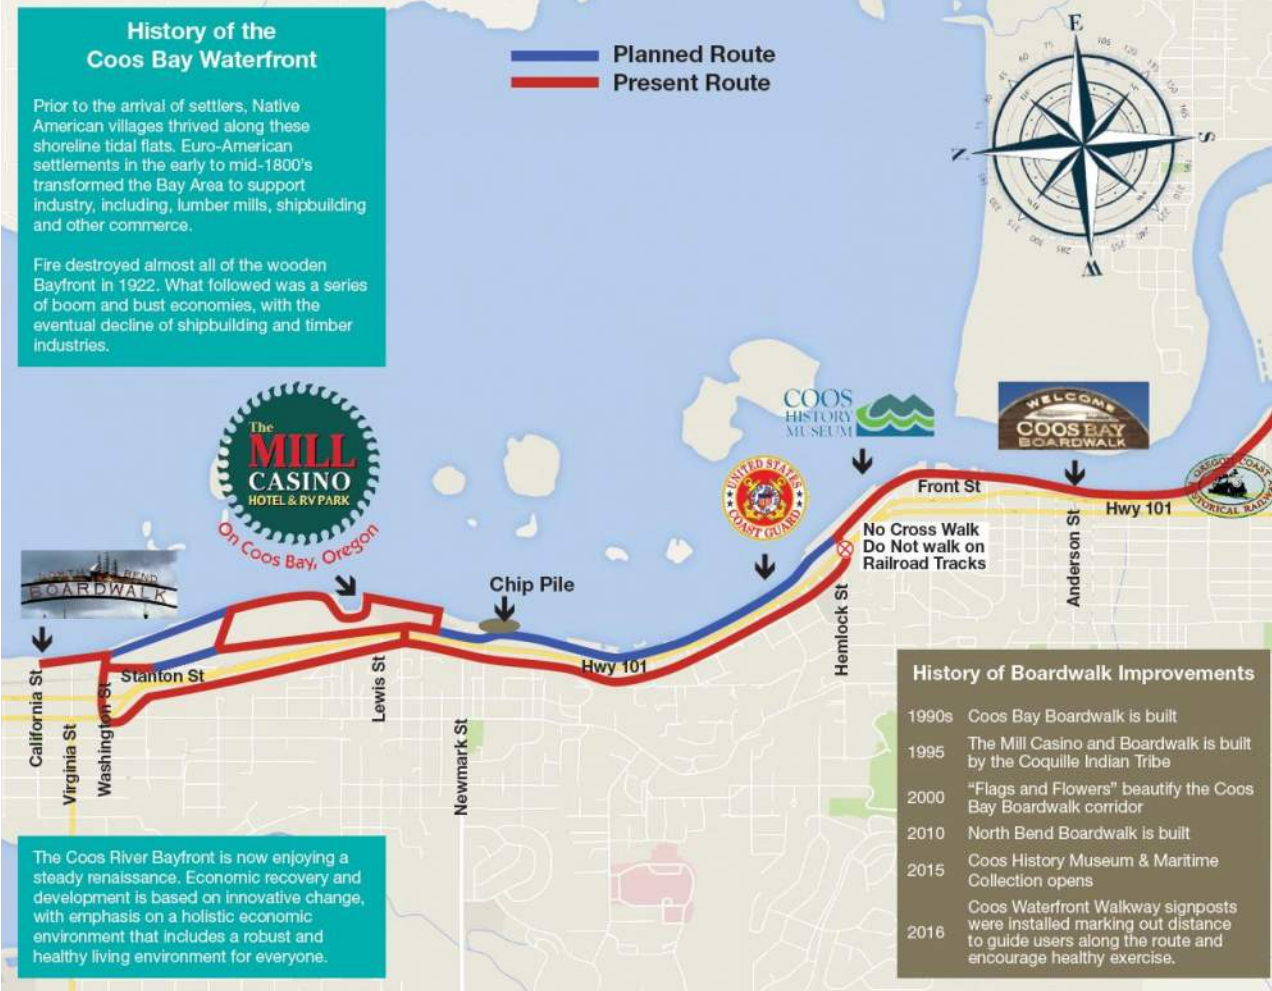 History of the
Coos Bay Waterfront
Prior to the arrival of settlers, Native
American villages thrived along these
shoreline tidal flats. Euro-American
settlements in the early to mid-1800's
transformed the Bay Area to support
industry, including, lumber mills, shipbuilding
and other commerce.
Fire destroyed almost all of the wooden
Bayfront in 1922. What followed was a series
of boom and bust economies, with the
eventual decline of shipbuilding and timber
industries.
Planned Route
Present Route
E
S
N
W
The
MILL
CASINO
HOTEL & RV PARK
On Coos Bay, Oregon
NORTH BEND
BOARDWALK
Chip Pile
UNITED STATES
COAST GUARD
COOS
HISTORY
MUSEUM
WELCOME
COOS BAY
BOARDWALK
OREGON COAST
HISTORICAL RAILWAY
Front St
Hwy 101
No Cross Walk
Do Not walk on
Railroad Tracks
Anderson St
Hemlock St
Hwy 101
Stanton St
Lewis St
Newmark St
California St
Virginia St
Washington St
The Coos River Bayfront is now enjoying a
steady renaissance. Economic recovery and
development is based on innovative change,
with emphasis on a holistic economic
environment that includes a robust and
healthy living environment for everyone.
History of Boardwalk Improvements
1990s Coos Bay Boardwalk is built
1995 The Mill Casino and Boardwalk is built
by the Coquille Indian Tribe
2000 "Flags and Flowers" beautify the Coos
Bay Boardwalk corridor
2010 North Bend Boardwalk is built
2015 Coos History Museum & Maritime
Collection opens
2016 Coos Waterfront Walkway signposts
were installed marking out distance
to guide users along the route and
encourage healthy exercise.